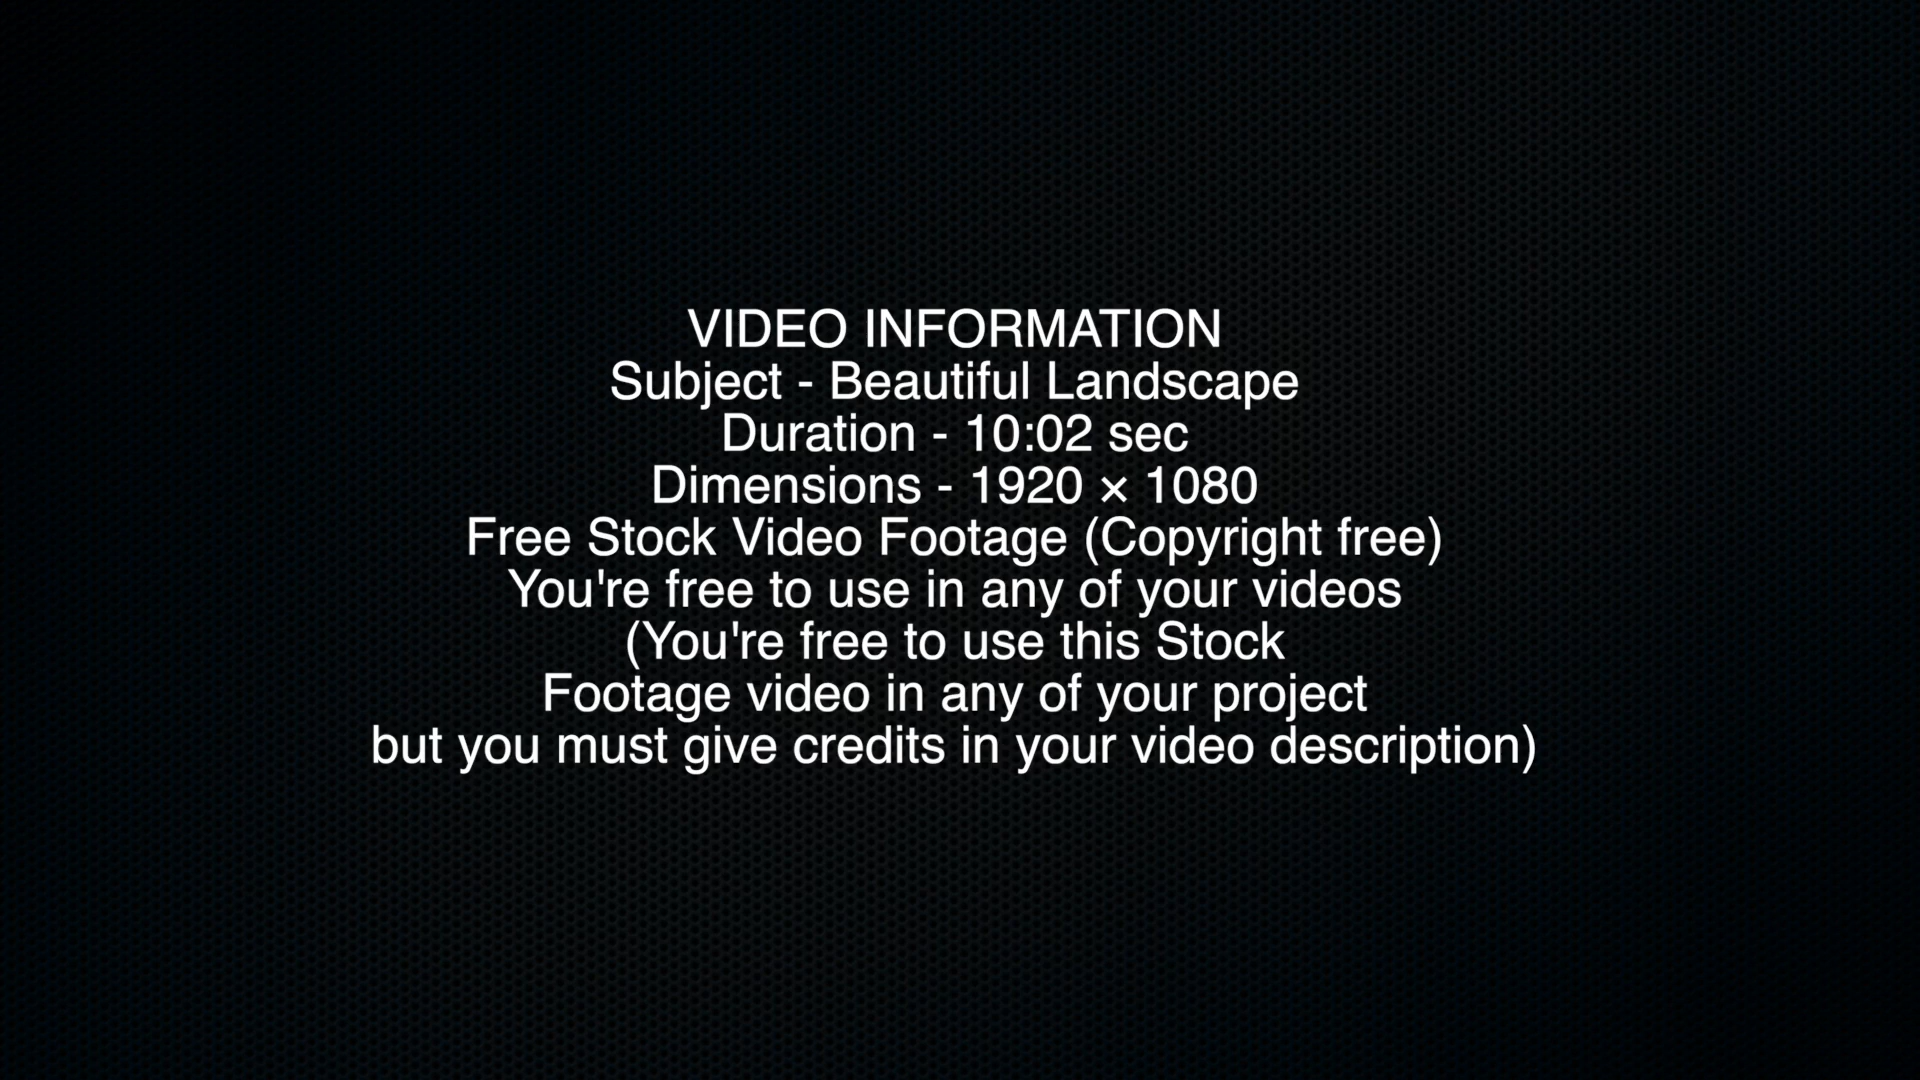 VIDEO INFORMATION
Subject - Beautiful Landscape
Duration - 10:02 sec
Dimensions - 1920 × 1080
Free Stock Video Footage (Copyright free)
You're free to use in any of your videos
(You're free to use this Stock
Footage video in any of your project
but you must give credits in your video description)